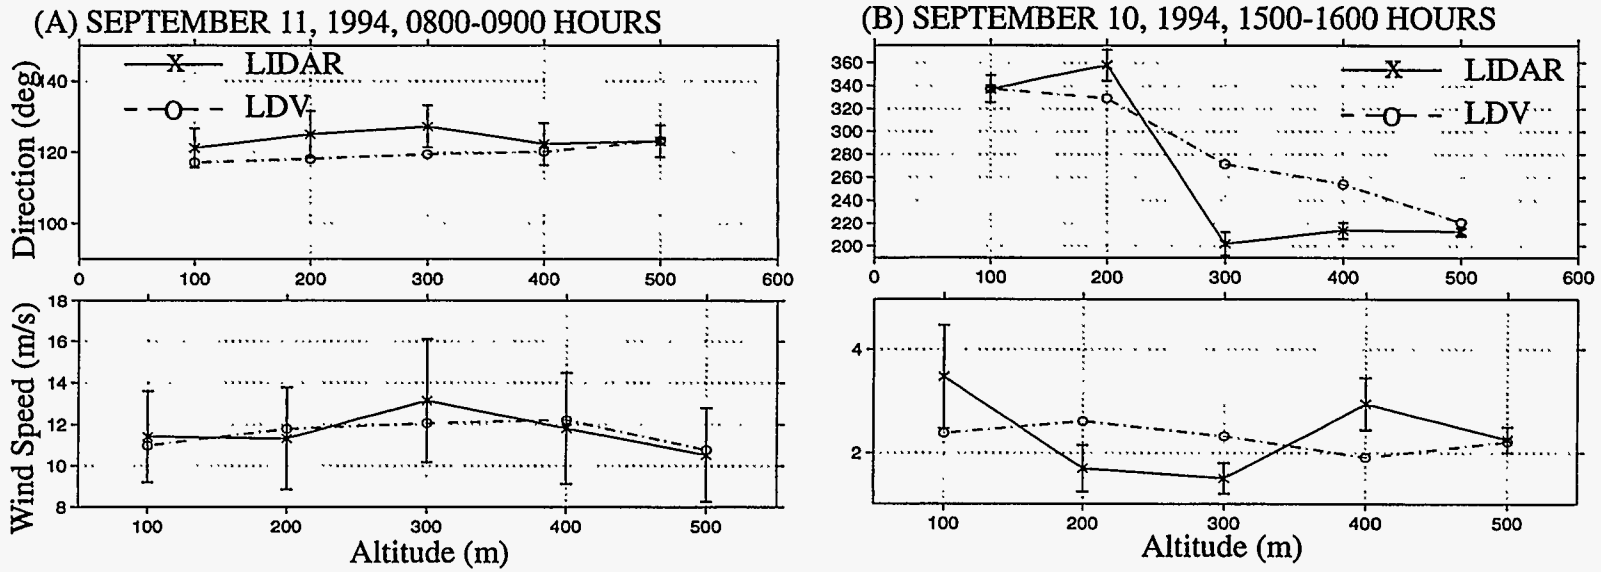 (A) SEPTEMBER 11, 1994, 0800-0900 HOURS
Direction (deg)
140
120
100
LIDAR
LDV
0 100 200 300 400 500 600
Wind Speed (m/s)
18
16
14
12
10
8
100 200 300 400 500
Altitude (m)
(B) SEPTEMBER 10, 1994, 1500-1600 HOURS
360
340
320
300
280
260
240
220
200
LIDAR
LDV
0 100 200 300 400 500 600
4
2
100 200 300 400 500
Altitude (m)